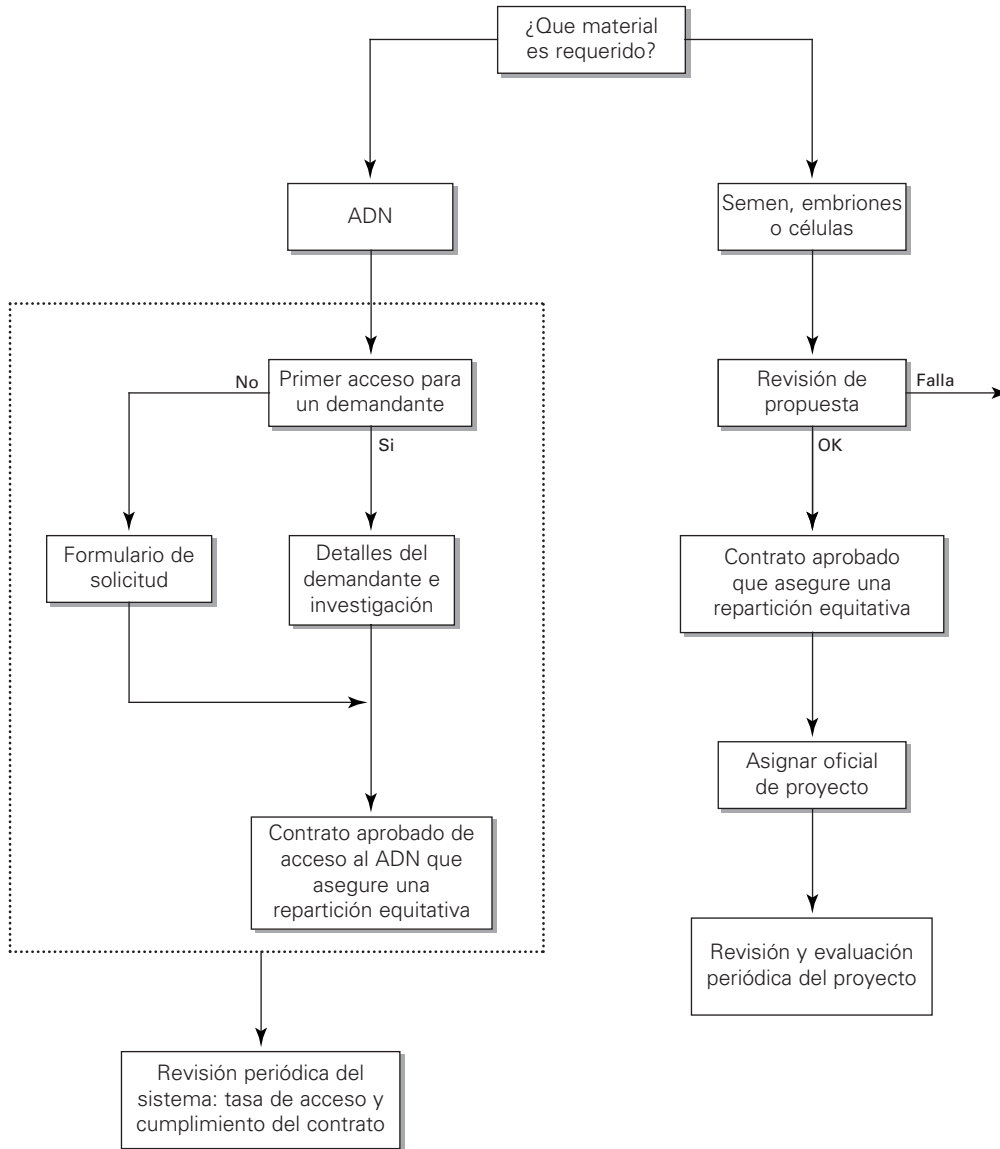 ¿Que material
es requerido?
ADN
Semen, embriones
o células
Primer acceso para
un demandante
No
Si
Revisión de
propuesta
Falla
OK
Formulario de
solicitud
Detalles del
demandante e
investigación
Contrato aprobado
que asegure una
repartición equitativa
Asignar oficial
de proyecto
Contrato aprobado de
acceso al ADN que
asegure una
repartición equitativa
Revisión y evaluación
periódica del proyecto
Revisión periódica del
sistema: tasa de acceso y
cumplimiento del contrato